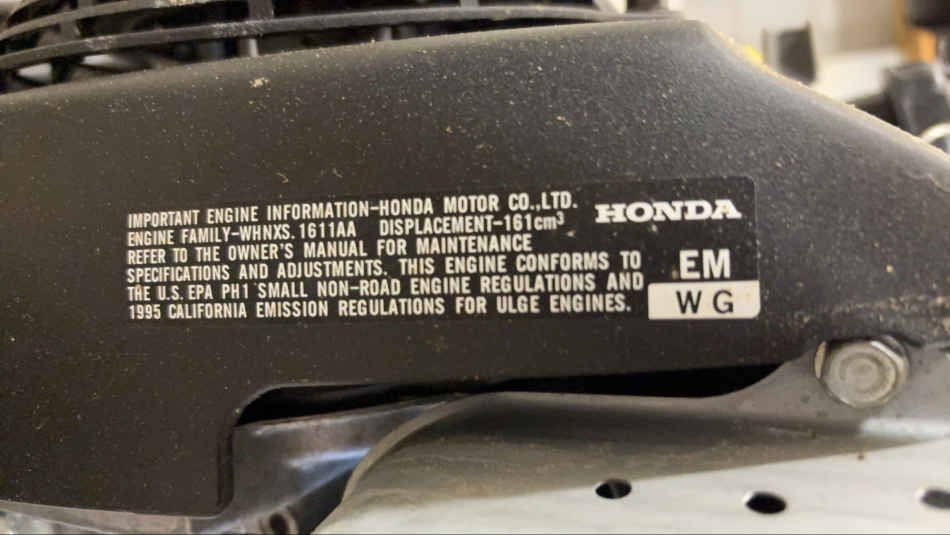 IMPORTANT ENGINE INFORMATION-HONDA MOTOR CO.,LTD.
ENGINE FAMILY-WHNXS.1611AA DISPLACEMENT-161cm³
REFER TO THE OWNER'S MANUAL FOR MAINTENANCE
SPECIFICATIONS AND ADJUSTMENTS. THIS ENGINE CONFORMS TO
THE U.S. EPA PH1 SMALL NON-ROAD ENGINE REGULATIONS AND
1995 CALIFORNIA EMISSION REGULATIONS FOR ULGE ENGINES.
HONDA
EM
W G